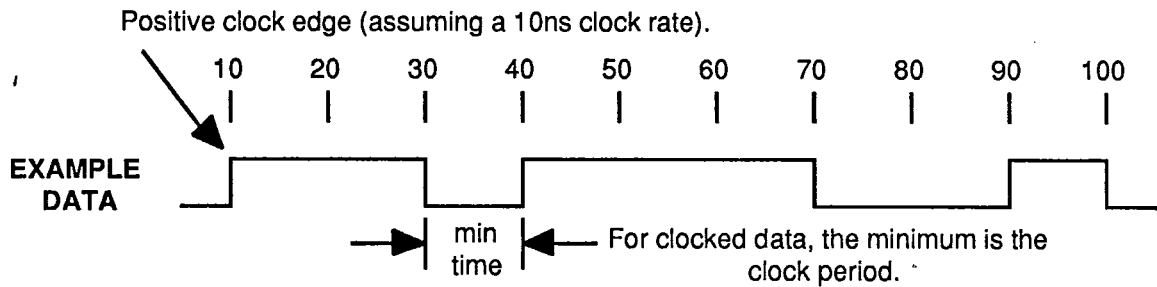 Positive clock edge (assuming a 10ns clock rate).
10 20 30 40 50 60 70 80 90 100
EXAMPLE
DATA
min
time
For clocked data, the minimum is the
clock period.